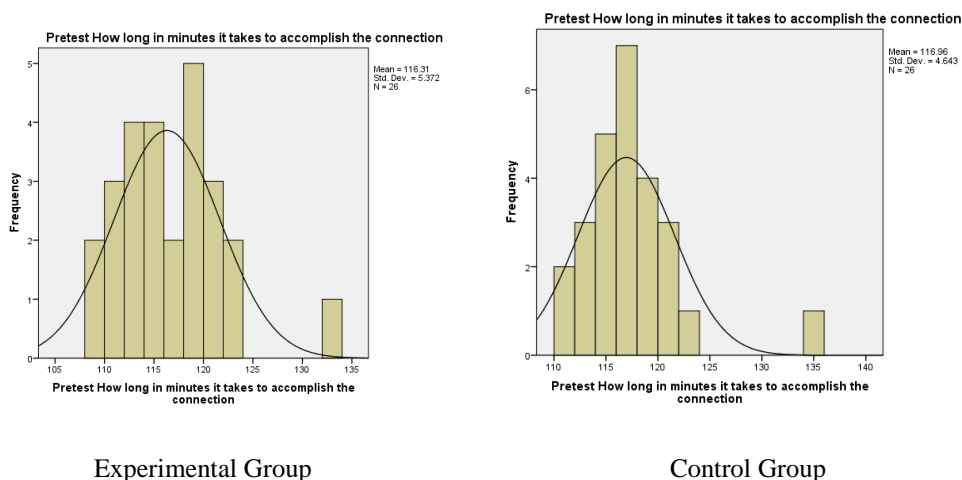 Pretest How long in minutes it takes to accomplish the connection
Mean = 116.31
Std. Dev. = 5.372
N = 26
5
4
3
2
1
0
Frequency
105 110 115 120 125 130 135
Pretest How long in minutes it takes to accomplish the
connection
Experimental Group
Pretest How long in minutes it takes to accomplish the connection
Mean = 116.96
Std. Dev. = 4.643
N = 26
6
4
2
0
Frequency
110 115 120 125 130 135 140
Pretest How long in minutes it takes to accomplish the
connection
Control Group